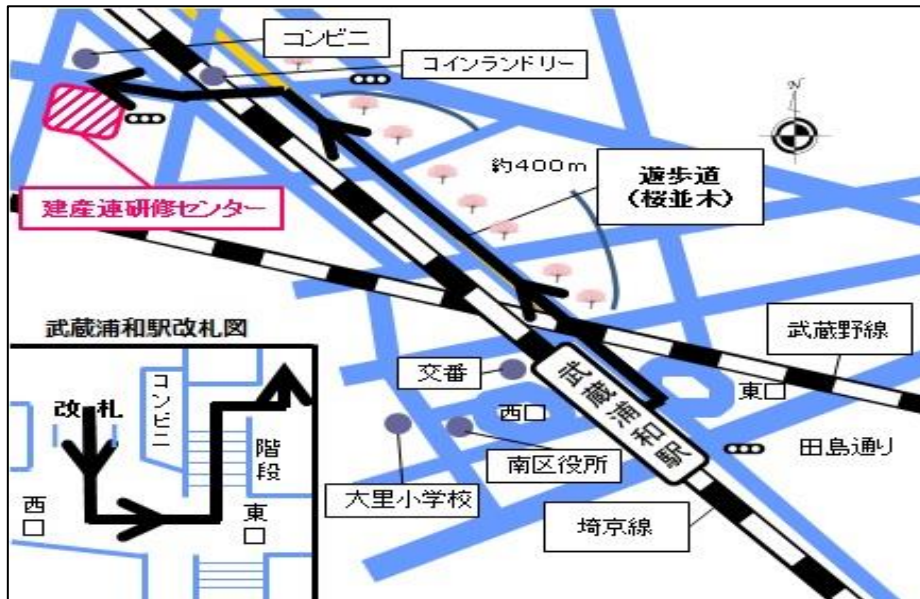 コンビニ
コインランドリー
N
約400m
遊歩道
(桜並木)
建産連研修センター
武蔵野線
武蔵浦和駅改札図
交番
東口
西口
武蔵浦和駅
田島通り
南区役所
大里小学校
埼京線
改札
コンビニ
階段
西口
東口